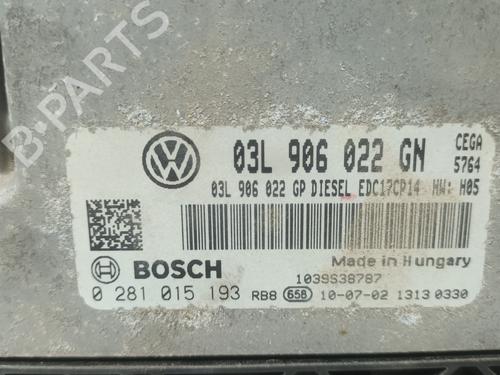 03L 906 022 GN
CEGA
5764
03L 906 022 GP DIESEL EDC17CP14 HW: H05
BOSCH
Made in Hungary
1039S38787
0 281 015 193 RB8 658 10-07-02 1313 0330
B-PARTS